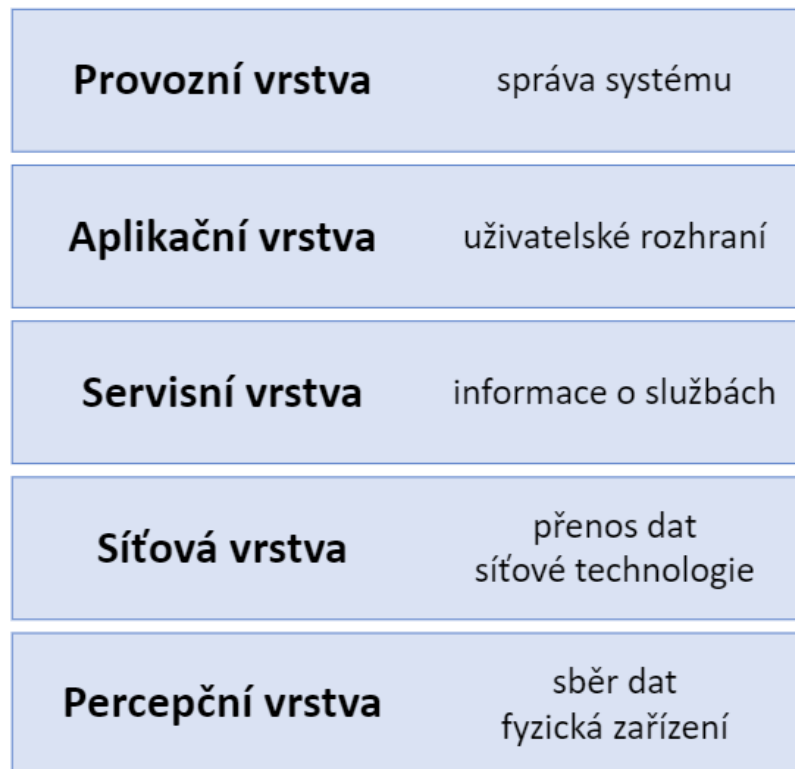 Provozní vrstva
správa systému
Aplikační vrstva
uživatelské rozhraní
Servisní vrstva
informace o službách
Síťová vrstva
přenos dat
síťové technologie
Percepční vrstva
sběr dat
fyzická zařízení